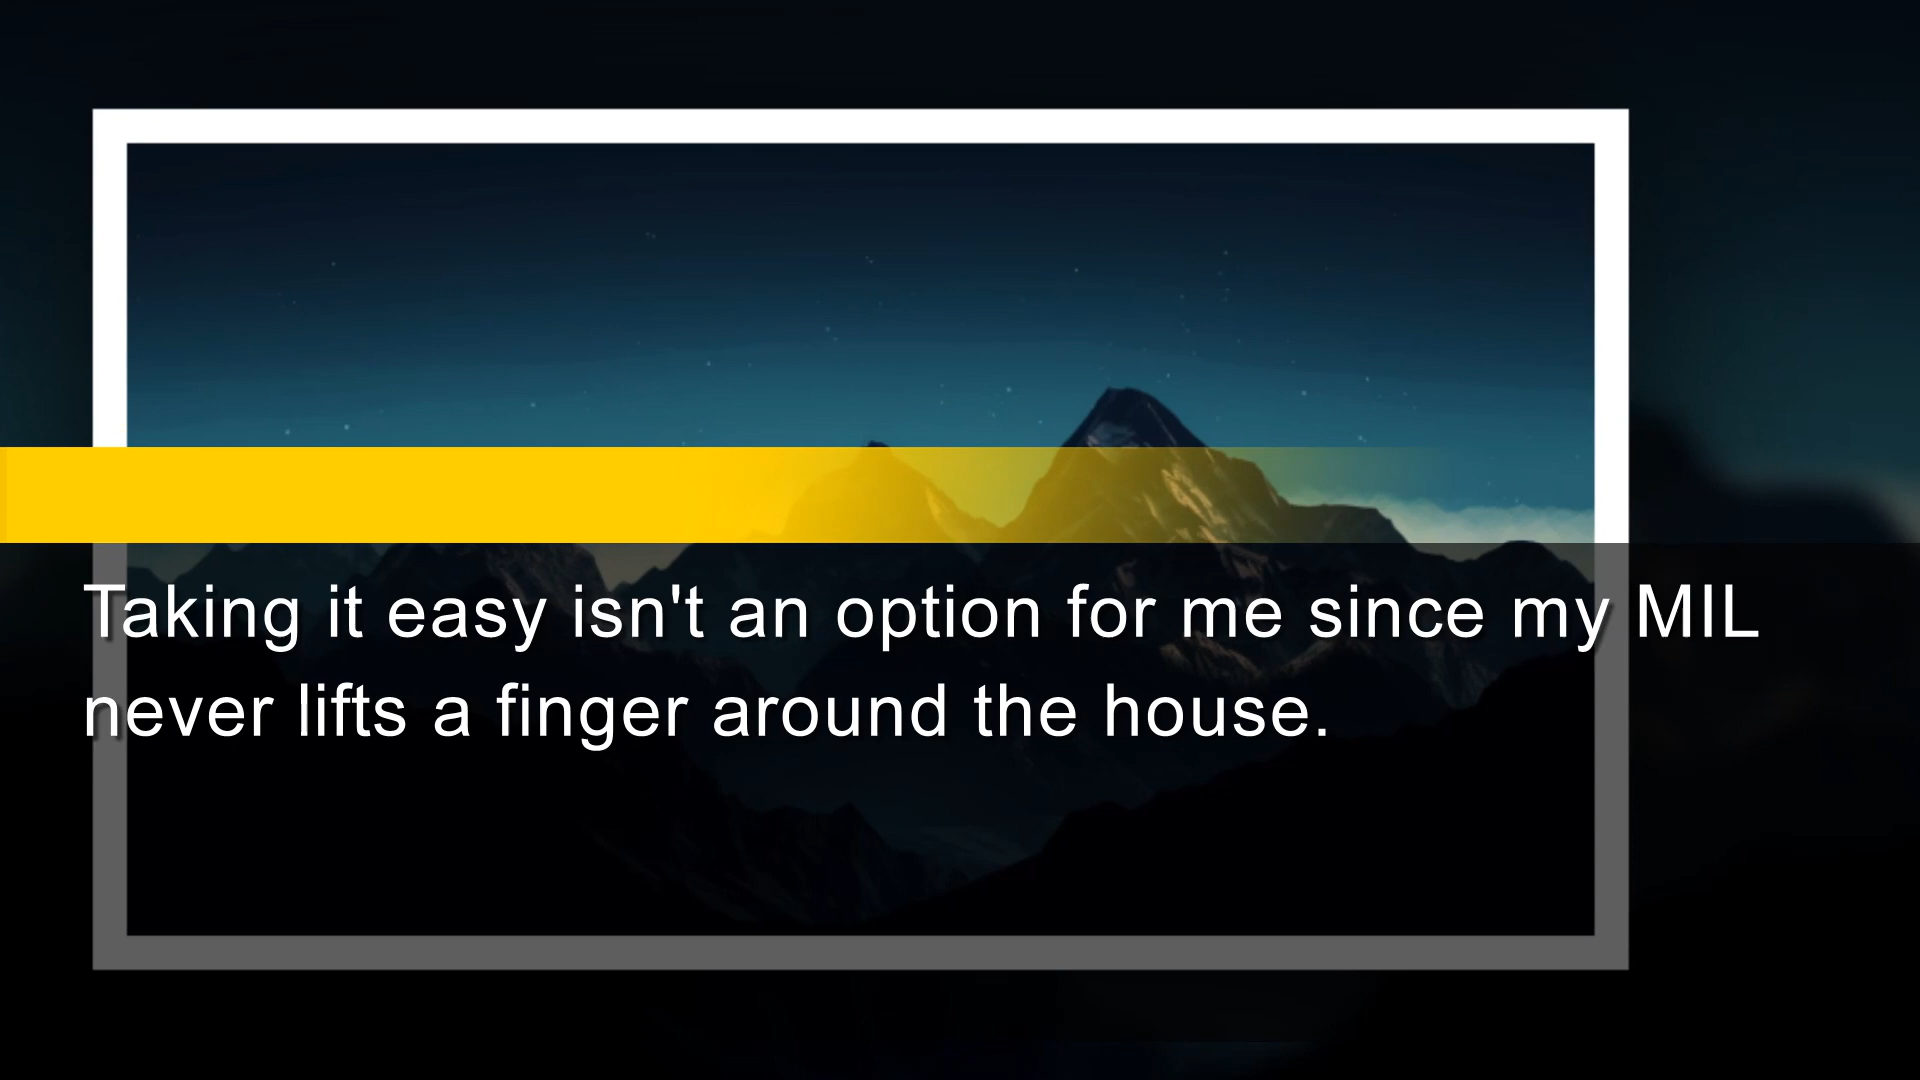 Taking it easy isn't an option for me since my MIL
never lifts a finger around the house.